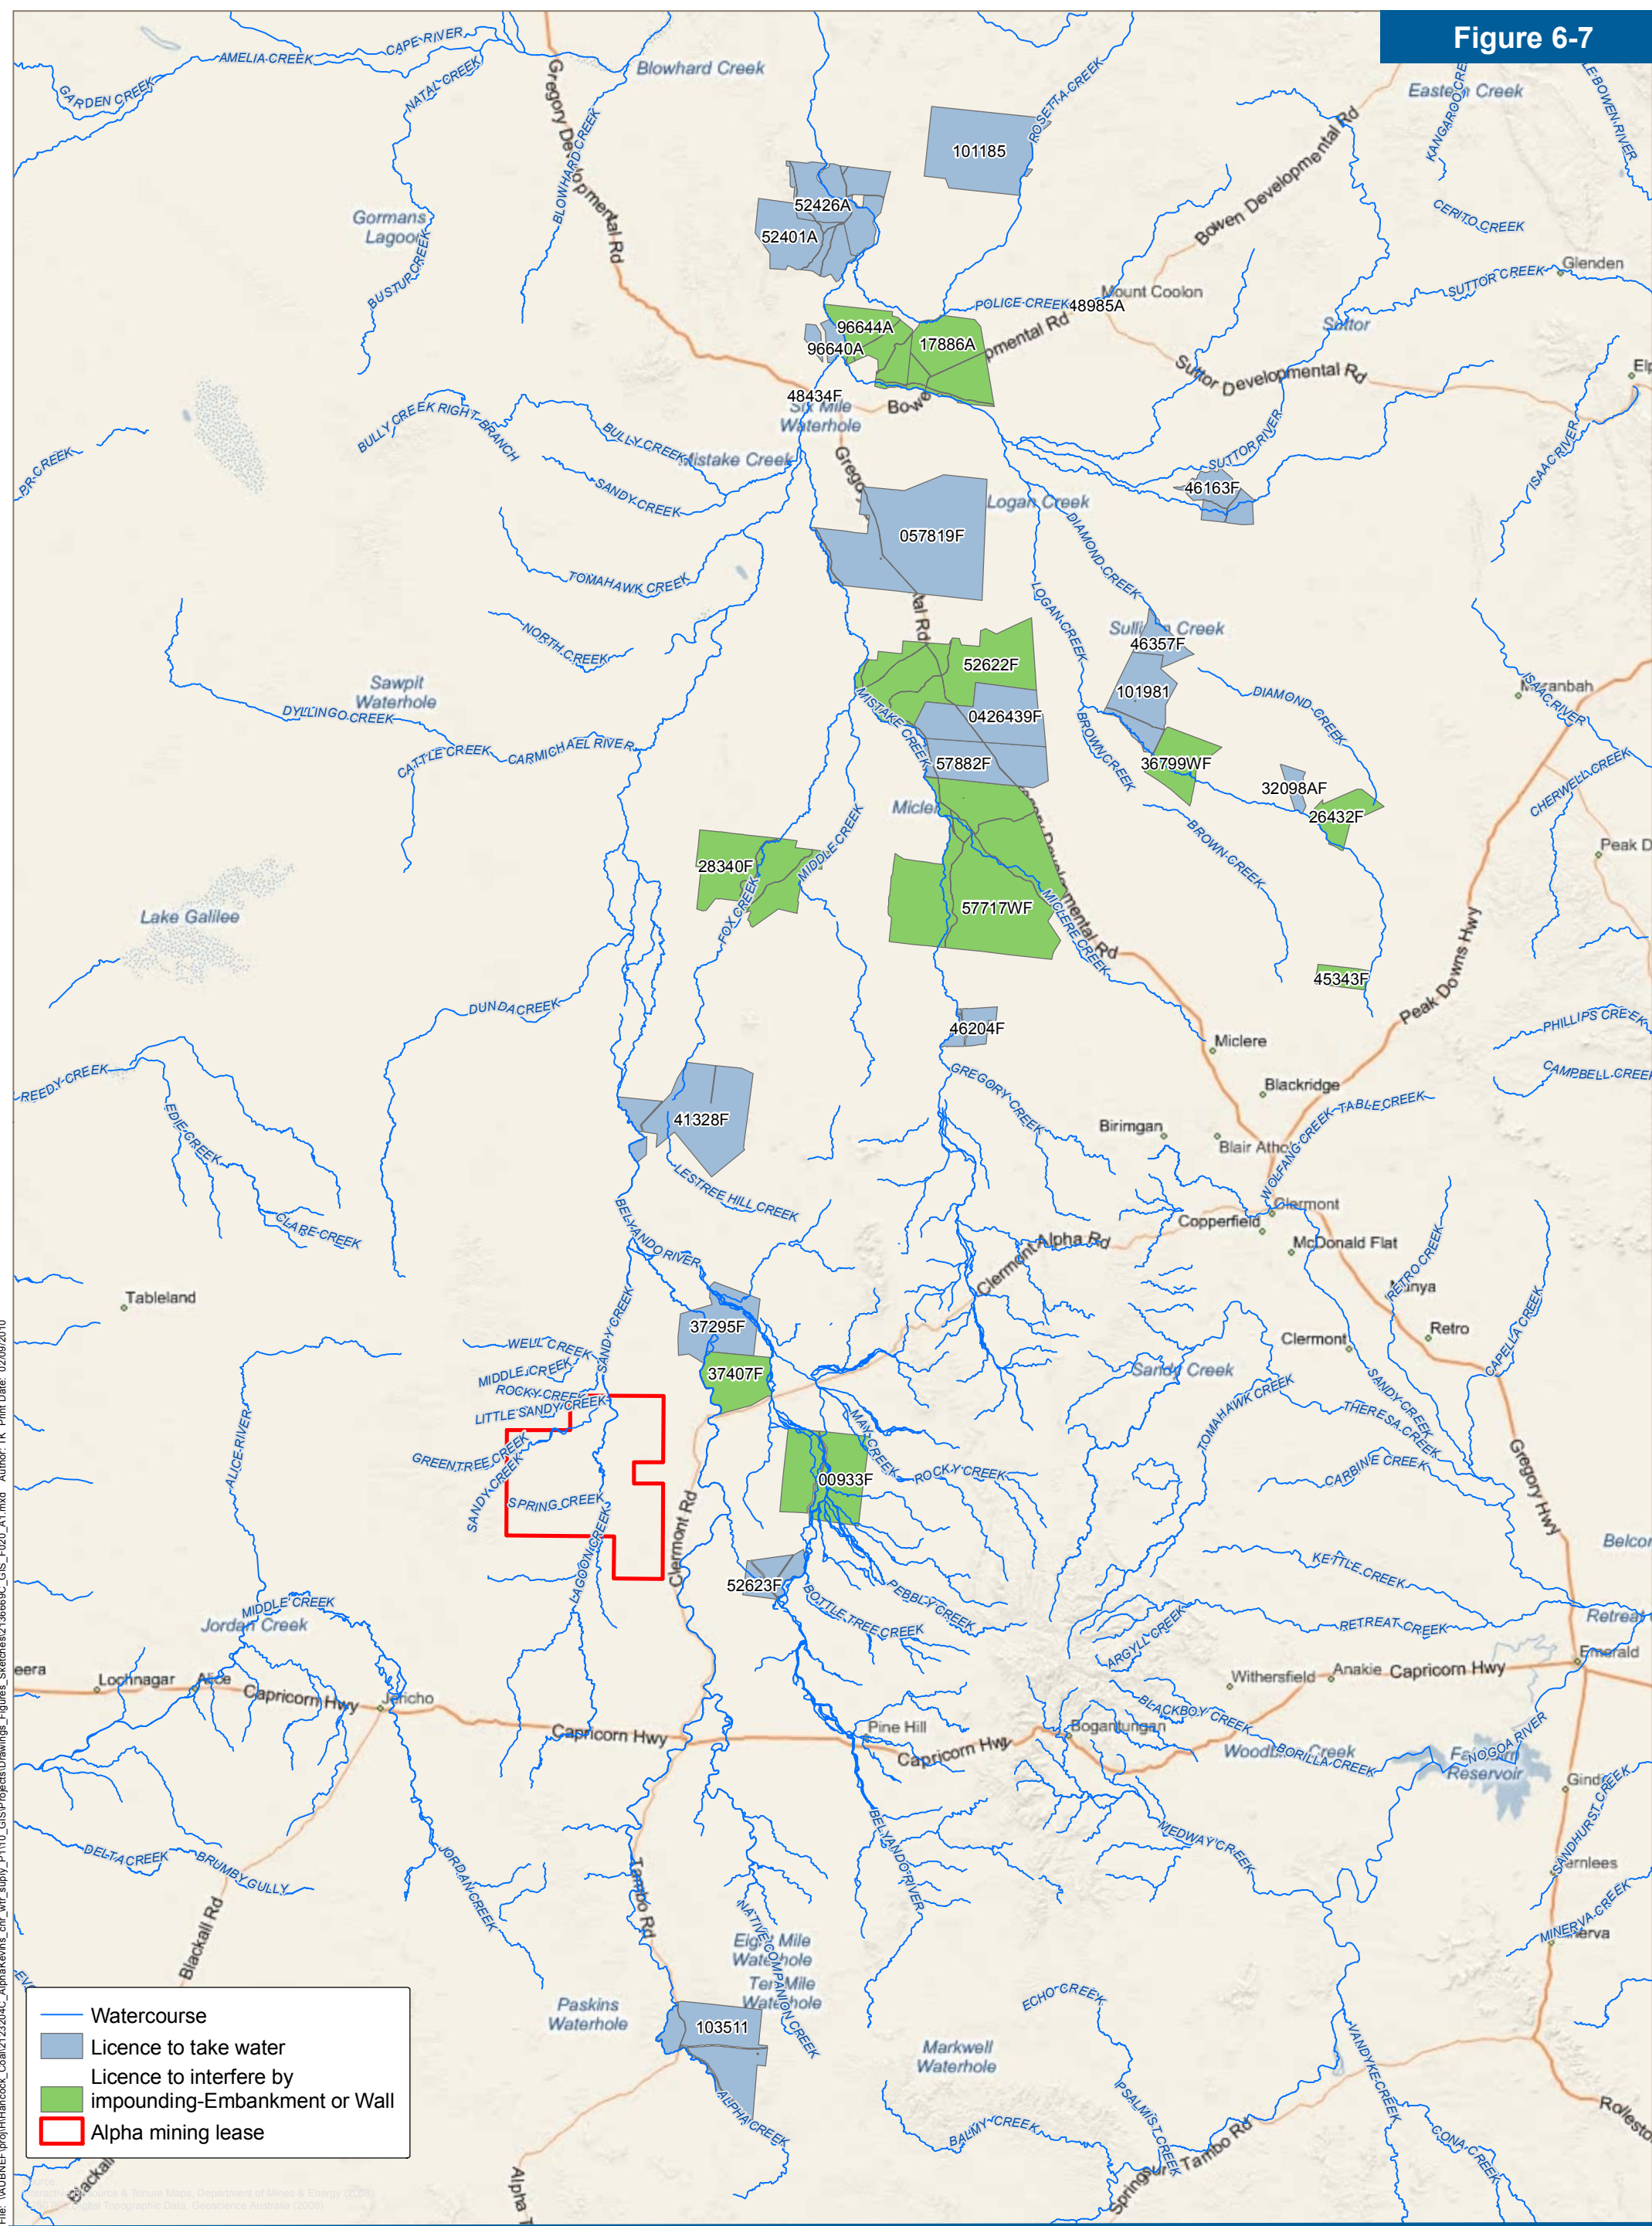 Figure 6-7
CAPE RIVER
AMELIA CREEK
GARDEN CREEK
NATAL CREEK
Blowhard Creek
BLOWHARD CREEK
Gregory Developmental Rd
ROSETTA CREEK
Eastern Creek
101185
52426A
52401A
Gormans
Lagoon
BUSTUP CREEK
Bowen Developmental Rd
CERITO CREEK
Glenden
SUTTOR CREEK
Mount Coolon
POLICE CREEK
48985A
Suttor
96644A
96640A
17886A
Suttor Developmental Rd
48434F
Six Mile
Waterhole
BULLY CREEK RIGHT BRANCH
BULLY CREEK
Mistake Creek
SANDY CREEK
SUTTOR RIVER
46163F
ISAAC RIVER
Logan Creek
057819F
DIAMOND CREEK
TOMAHAWK CREEK
LOGAN CREEK
NORTH CREEK
Sullivan Creek
46357F
52622F
Sawpit
Waterhole
DYLLINGO CREEK
101981
DIAMOND CREEK
Moranbah
ISAAC RIVER
MISTAKE CREEK
0426439F
BROWN CREEK
CATTLE CREEK
CARMICHAEL RIVER
57882F
36799WF
32098AF
26432F
CHERWELL CREEK
MIDDLE CREEK
BROWN CREEK
28340F
FOX CREEK
57717WF
MICLERE CREEK
Lake Galilee
45343F
Peak Downs Hwy
DUNDA CREEK
46204F
Miclere
PHILLIPS CREEK
REEDY CREEK
GREGORY CREEK
Blackridge
41328F
EDIE CREEK
Birimgan
WOLFANG CREEK
TABLE CREEK
LESTREE HILL CREEK
CLARE CREEK
Clermont
Copperfield
BELYANDO RIVER
Clermont Alpha Rd
McDonald Flat
RETRO CREEK
Tableland
37295F
WELL CREEK
SANDY CREEK
Clermont
Retro
CAPELLA CREEK
MIDDLE CREEK
37407F
Sandy Creek
ROCKY CREEK
LITTLE SANDY CREEK
TOMAHAWK CREEK
SANDY CREEK
THERESA CREEK
MAY CREEK
GREENTREE CREEK
ALICE RIVER
SANDY CREEK
00933F
ROCKY CREEK
CARBINE CREEK
SPRING CREEK
Clermont Rd
Gregory Hwy
LAGOON CREEK
KETTLE CREEK
52623F
PEBBLY CREEK
BOTTLE TREE CREEK
MIDDLE CREEK
Jordan Creek
RETREAT CREEK
ARGYLL CREEK
Emerald
Lochnagar
Alice
Capricorn Hwy
Jericho
Withersfield
Anakie
Capricorn Hwy
BLACKBOY CREEK
Pine Hill
Bogantungan
Capricorn Hwy
Capricorn Hwy
BORILLA CREEK
NOGOA RIVER
Reservoir
SANDHURST CREEK
BELYANDO RIVER
MEDWAY CREEK
DELTA CREEK
BRUMBY GULLY
JORDAN CREEK
Tambo Rd
MINERVA CREEK
Blackall Rd
NATIVE COMPANION CREEK
Eight Mile
Waterhole
Ten Mile
Waterhole
Paskins
Waterhole
103511
ECHO CREEK
Markwell
Waterhole
VANDYKE CREEK
ALPHA CREEK
PSALMIST CREEK
BALMY CREEK
CONA CREEK
Watercourse
Licence to take water
Licence to interfere by
impounding-Embankment or Wall
Alpha mining lease